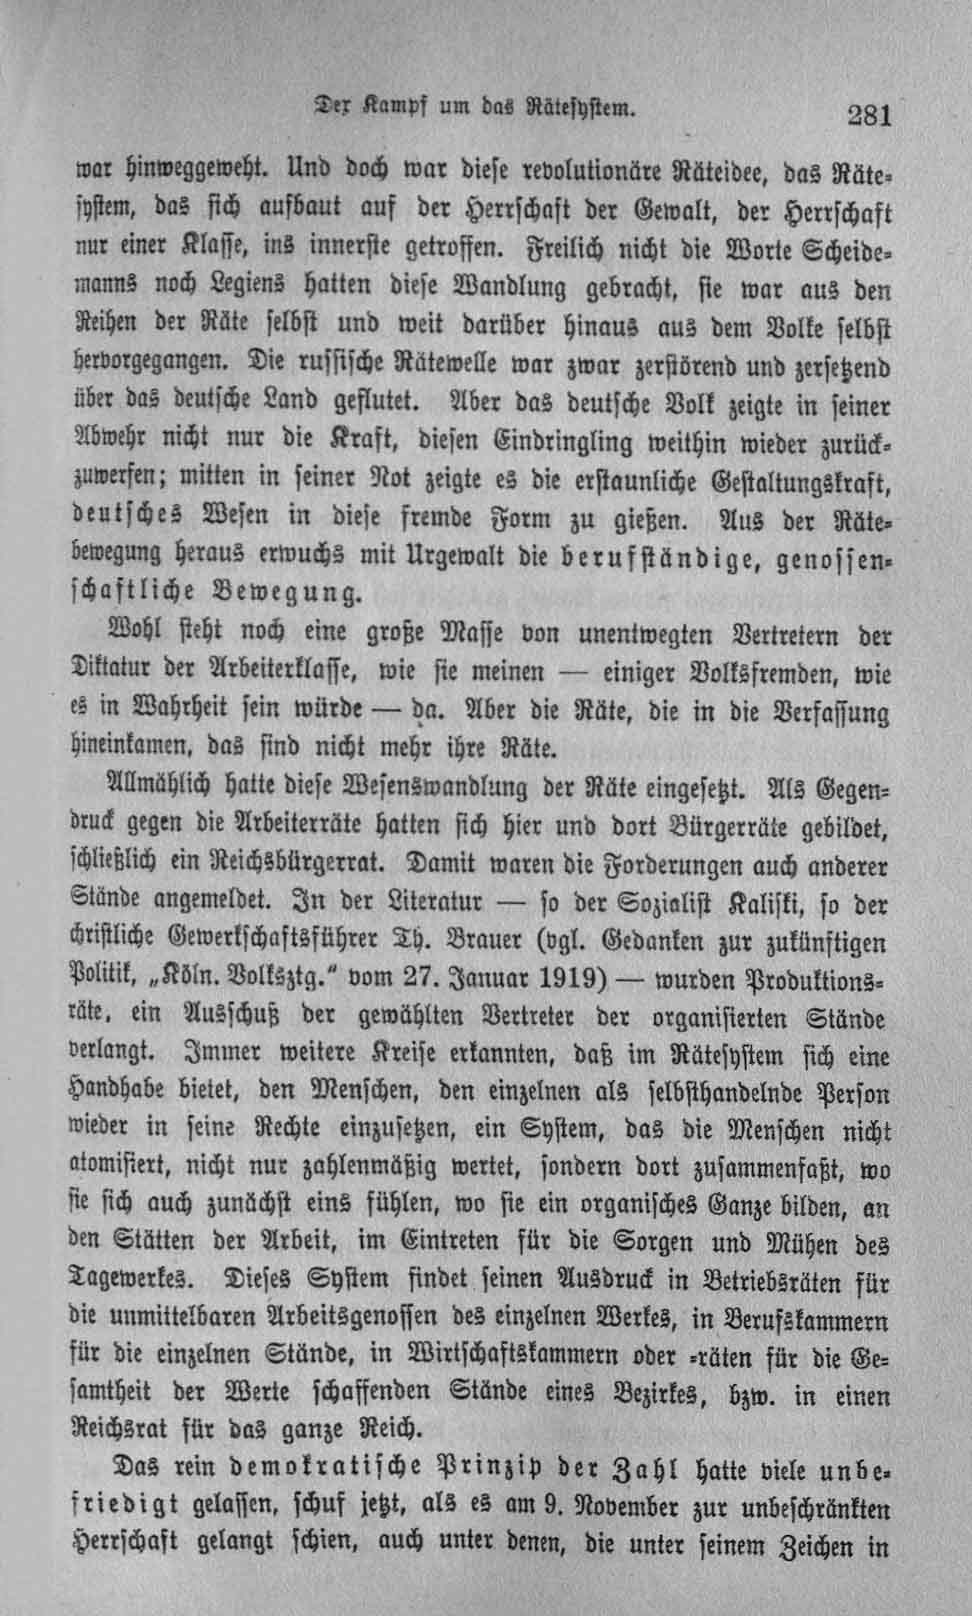 Der Kampf um das Rätesystem.
281
war hinweggeweht. Und doch war diese revolutionäre Räteidee, das Räte-
system, das sich aufbaut auf der Herrschaft der Gewalt, der Herrschaft
nur einer Klasse, ins innerste getroffen. Freilich nicht die Worte Scheide-
manns noch Legiens hatten diese Wandlung gebracht, sie war aus den
Reihen der Räte selbst und weit darüber hinaus aus dem Volke selbst
hervorgegangen. Die russische Rätewelle war zwar zerstörend und zersetzend
über das deutsche Land geflutet. Aber das deutsche Volk zeigte in seiner
Abwehr nicht nur die Kraft, diesen Eindringling weithin wieder zurück-
zuwerfen; mitten in seiner Not zeigte es die erstaunliche Gestaltungskraft,
deutsches Wesen in diese fremde Form zu gießen. Aus der Räte-
bewegung heraus erwuchs mit Urgewalt die berufständige, genossen-
schaftliche Bewegung.
Wohl steht noch eine große Masse von unentwegten Vertretern der
Diktatur der Arbeiterklasse, wie sie meinen — einiger Volksfremden, wie
es in Wahrheit sein würde — da. Aber die Räte, die in die Verfassung
hineinkamen, das sind nicht mehr ihre Räte.
Allmählich hatte diese Wesenswandlung der Räte eingesetzt. Als Gegen-
druck gegen die Arbeiterräte hatten sich hier und dort Bürgerräte gebildet,
schließlich ein Reichsbürgerrat. Damit waren die Forderungen auch anderer
Stände angemeldet. In der Literatur — so der Sozialist Kaliski, so der
christliche Gewerkschaftsführer Th. Brauer (vgl. Gedanken zur zukünftigen
Politik, „Köln. Volksztg.“ vom 27. Januar 1919) — wurden Produktions-
räte, ein Ausschuß der gewählten Vertreter der organisierten Stände
verlangt. Immer weitere Kreise erkannten, daß im Rätesystem sich eine
Handhabe bietet, den Menschen, den einzelnen als selbsthandelnde Person
wieder in seine Rechte einzusetzen, ein System, das die Menschen nicht
atomisiert, nicht nur zahlenmäßig wertet, sondern dort zusammenfaßt, wo
sie sich auch zunächst eins fühlen, wo sie ein organisches Ganze bilden, an
den Stätten der Arbeit, im Eintreten für die Sorgen und Mühen des
Tagewerkes. Dieses System findet seinen Ausdruck in Betriebsräten für
die unmittelbaren Arbeitsgenossen des einzelnen Werkes, in Berufskammern
für die einzelnen Stände, in Wirtschaftskammern oder -räten für die Ge-
samtheit der Werte schaffenden Stände eines Bezirkes, bzw. in einen
Reichsrat für das ganze Reich.
Das rein demokratische Prinzip der Zahl hatte viele unbe-
friedigt gelassen, schuf jetzt, als es am 9. November zur unbeschränkten
Herrschaft gelangt schien, auch unter denen, die unter seinem Zeichen in